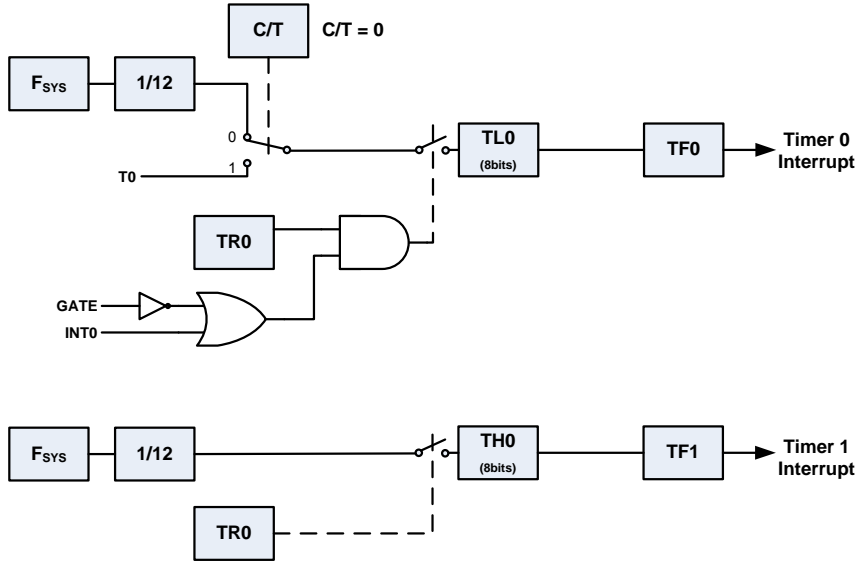 C/T
C/T = 0
FSYS
1/12
0
1
T0
TL0
(8bits)
TF0
Timer 0
Interrupt
TR0
GATE
INT0
FSYS
1/12
TH0
(8bits)
TF1
Timer 1
Interrupt
TR0